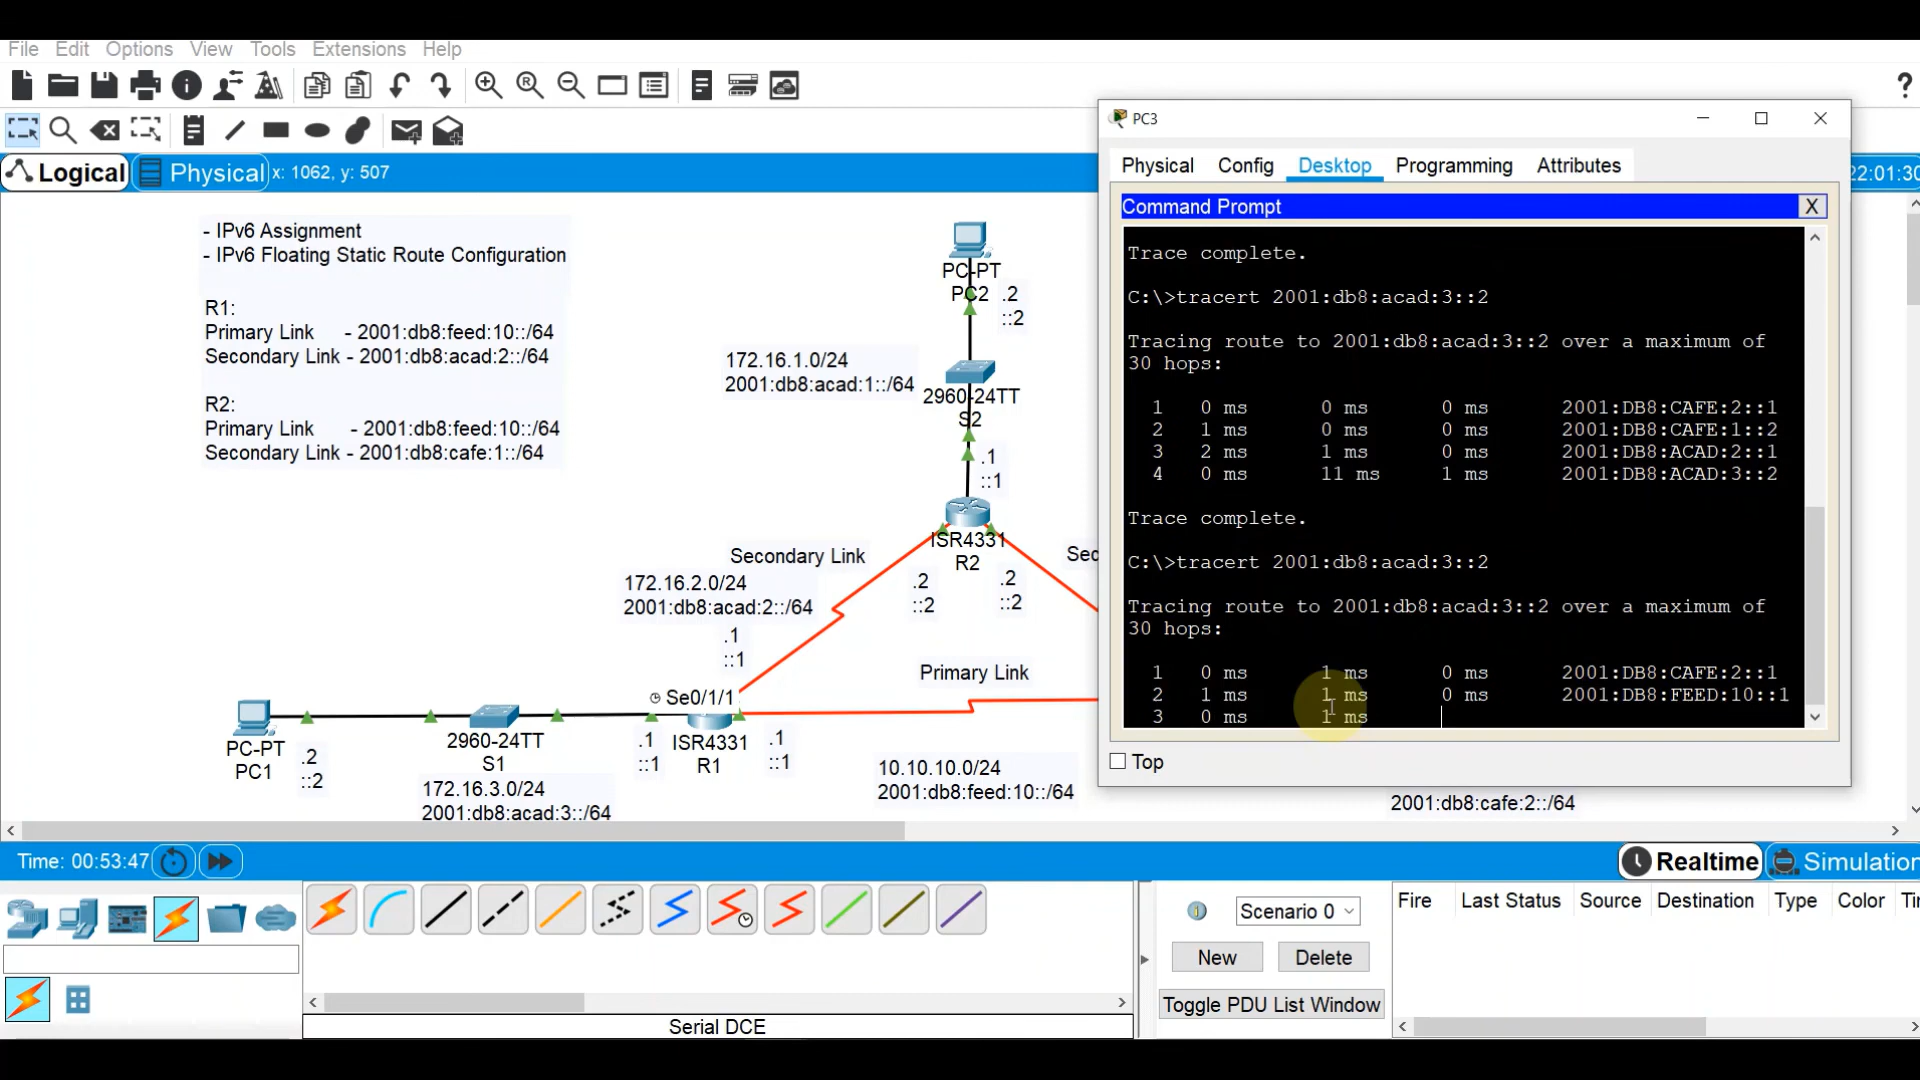 File Edit Options View Tools Extensions Help
?
Logical
Physical
x: 1062, y: 507
22:01:30
- IPv6 Assignment
- IPv6 Floating Static Route Configuration
R1:
Primary Link - 2001:db8:feed:10::/64
Secondary Link - 2001:db8:acad:2::/64
R2:
Primary Link - 2001:db8:feed:10::/64
Secondary Link - 2001:db8:cafe:1::/64
PC-PT
PC2
.2
::2
172.16.1.0/24
2001:db8:acad:1::/64
2960-24TT
S2
.1
::1
ISR4331
R2
Secondary Link
Sec
172.16.2.0/24
2001:db8:acad:2::/64
.2
::2
.2
::2
.1
::1
Primary Link
Se0/1/1
PC-PT
PC1
.2
::2
2960-24TT
S1
172.16.3.0/24
2001:db8:acad:3::/64
.1
::1
ISR4331
R1
.1
::1
10.10.10.0/24
2001:db8:feed:10::/64
2001:db8:cafe:2::/64
PC3
Physical Config Desktop Programming Attributes
Command Prompt
X
Trace complete.
C:\>tracert 2001:db8:acad:3::2
Tracing route to 2001:db8:acad:3::2 over a maximum of
30 hops:
1 0 ms 0 ms 0 ms 2001:DB8:CAFE:2::1
2 1 ms 0 ms 0 ms 2001:DB8:CAFE:1::2
3 2 ms 1 ms 0 ms 2001:DB8:ACAD:2::1
4 0 ms 11 ms 1 ms 2001:DB8:ACAD:3::2
Trace complete.
C:\>tracert 2001:db8:acad:3::2
Tracing route to 2001:db8:acad:3::2 over a maximum of
30 hops:
1 0 ms 1 ms 0 ms 2001:DB8:CAFE:2::1
2 1 ms 1 ms 0 ms 2001:DB8:FEED:10::1
3 0 ms 1 ms
Top
Time: 00:53:47
Realtime
Simulation
Serial DCE
Scenario 0
New
Delete
Toggle PDU List Window
Fire Last Status Source Destination Type Color Ti